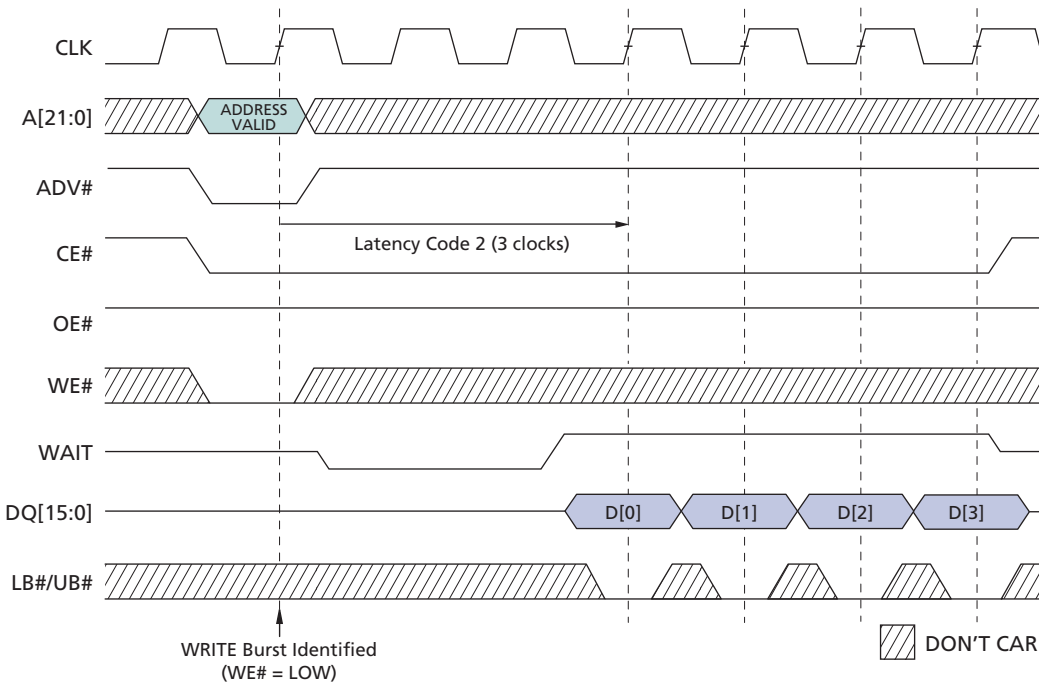 CLK
A[21:0]
ADDRESS
VALID
ADV#
Latency Code 2 (3 clocks)
CE#
OE#
WE#
WAIT
DQ[15:0]
D[0]
D[1]
D[2]
D[3]
LB#/UB#
WRITE Burst Identified
(WE# = LOW)
DON'T CAR